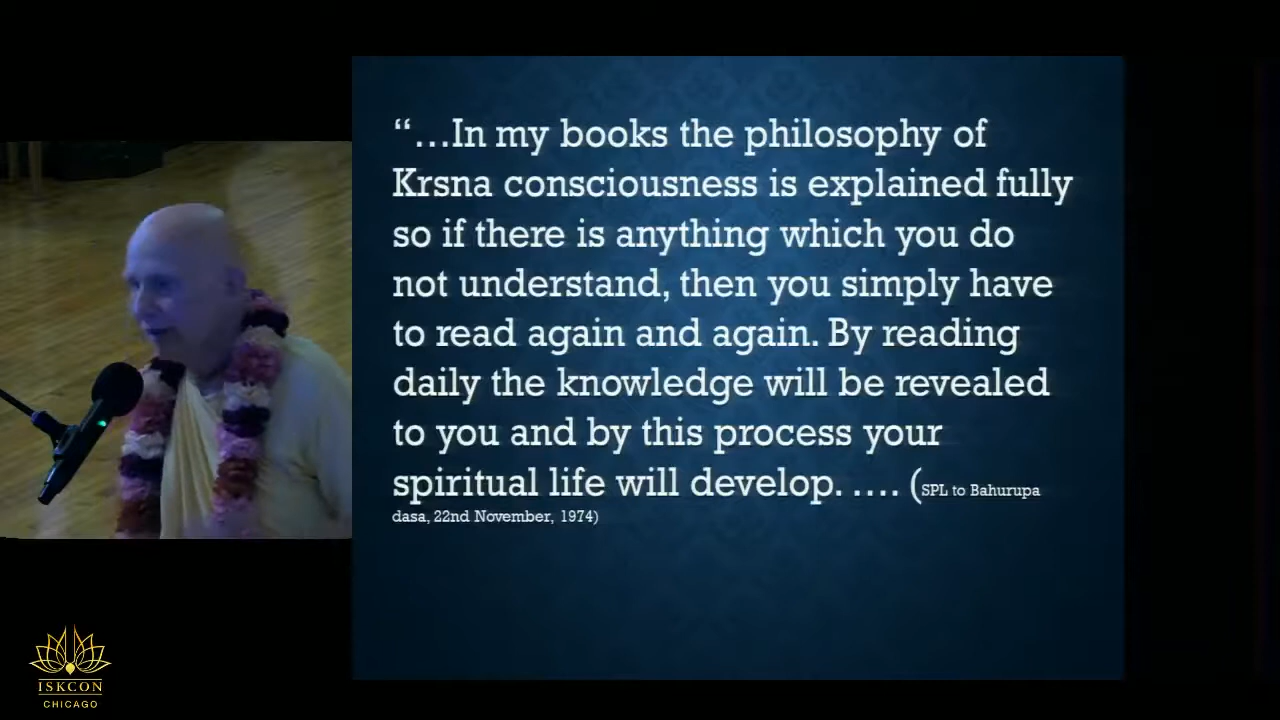 “…In my books the philosophy of
Krsna consciousness is explained fully
so if there is anything which you do
not understand, then you simply have
to read again and again. By reading
daily the knowledge will be revealed
to you and by this process your
spiritual life will develop. …. (SPL to Bahurupa
dasa, 22nd November, 1974)
ISKCON
CHICAGO